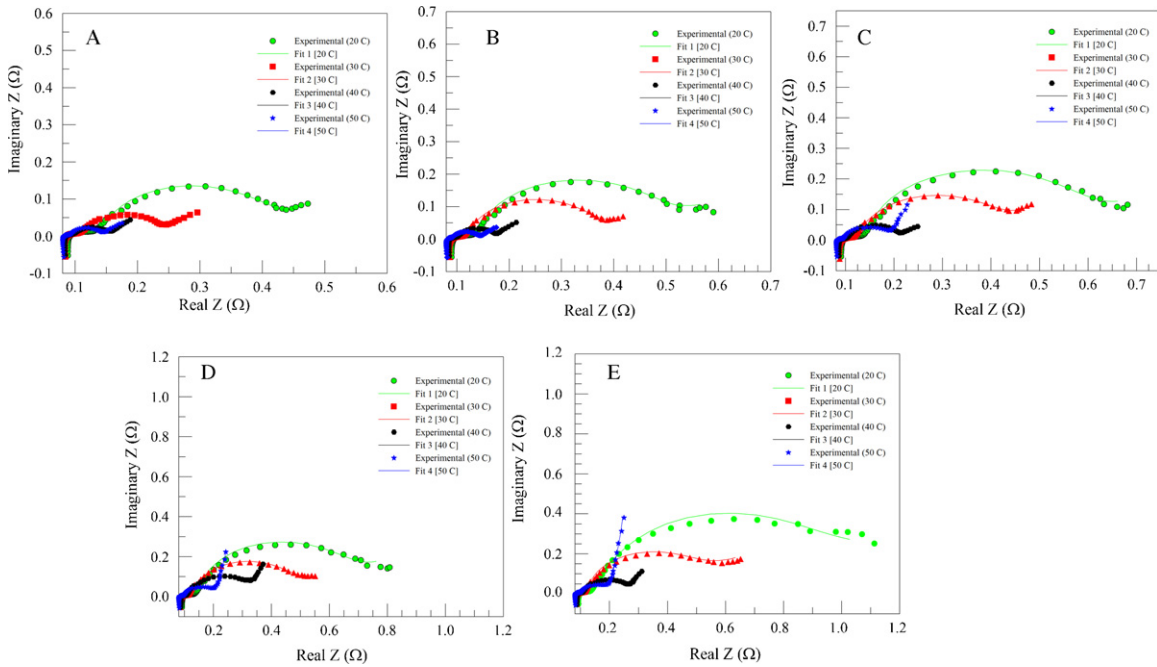 A
Experimental (20 C)
Fit 1 [20 C]
Experimental (30 C)
Fit 2 [30 C]
Experimental (40 C)
Fit 3 [40 C]
Experimental (50 C)
Fit 4 [50 C]
Imaginary Z (Ω)
0.6
0.5
0.4
0.3
0.2
0.1
0.0
-0.1
0.1 0.2 0.3 0.4 0.5 0.6
Real Z (Ω)
B
Experimental (20 C)
Fit 1 [20 C]
Experimental (30 C)
Fit 2 [30 C]
Experimental (40 C)
Fit 3 [40 C]
Experimental (50 C)
Fit 4 [50 C]
Imaginary Z (Ω)
0.7
0.6
0.5
0.4
0.3
0.2
0.1
0.0
-0.1
0.1 0.2 0.3 0.4 0.5 0.6 0.7
Real Z (Ω)
C
Experimental (20 C)
Fit 1 [20 C]
Experimental (30 C)
Fit 2 [30 C]
Experimental (40 C)
Fit 3 [40 C]
Experimental (50 C)
Fit 4 [50 C]
Imaginary Z (Ω)
0.7
0.6
0.5
0.4
0.3
0.2
0.1
0.0
-0.1
0.1 0.2 0.3 0.4 0.5 0.6 0.7
Real Z (Ω)
D
Experimental (20 C)
Fit 1 [20 C]
Experimental (30 C)
Fit 2 [30 C]
Experimental (40 C)
Fit 3 [40 C]
Experimental (50 C)
Fit 4 [50 C]
Imaginary Z (Ω)
1.2
1.0
0.8
0.6
0.4
0.2
0.0
0.2 0.4 0.6 0.8 1.0 1.2
Real Z (Ω)
E
Experimental (20 C)
Fit 1 [20 C]
Experimental (30 C)
Fit 2 [30 C]
Experimental (40 C)
Fit 3 [40 C]
Experimental (50 C)
Fit 4 [50 C]
Imaginary Z (Ω)
1.2
1.0
0.8
0.6
0.4
0.2
0.0
0.2 0.4 0.6 0.8 1.0 1.2
Real Z (Ω)